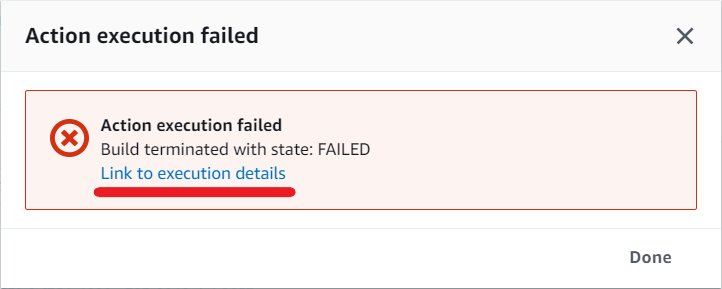 Action execution failed
Action execution failed
Build terminated with state: FAILED
Link to execution details
Done